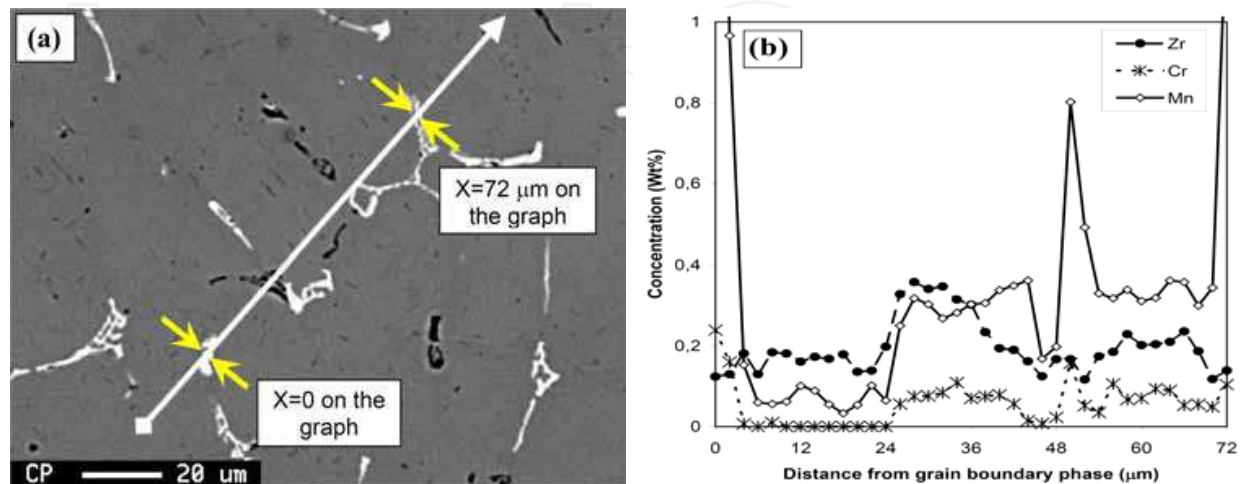 (a)
X=72 μm on
the graph
X=0 on the
graph
CP 20 um
(b)
Zr
Cr
Mn
Concentration (Wt%)
1
0,8
0,6
0,4
0,2
0
0 12 24 36 48 60 72
Distance from grain boundary phase (μm)